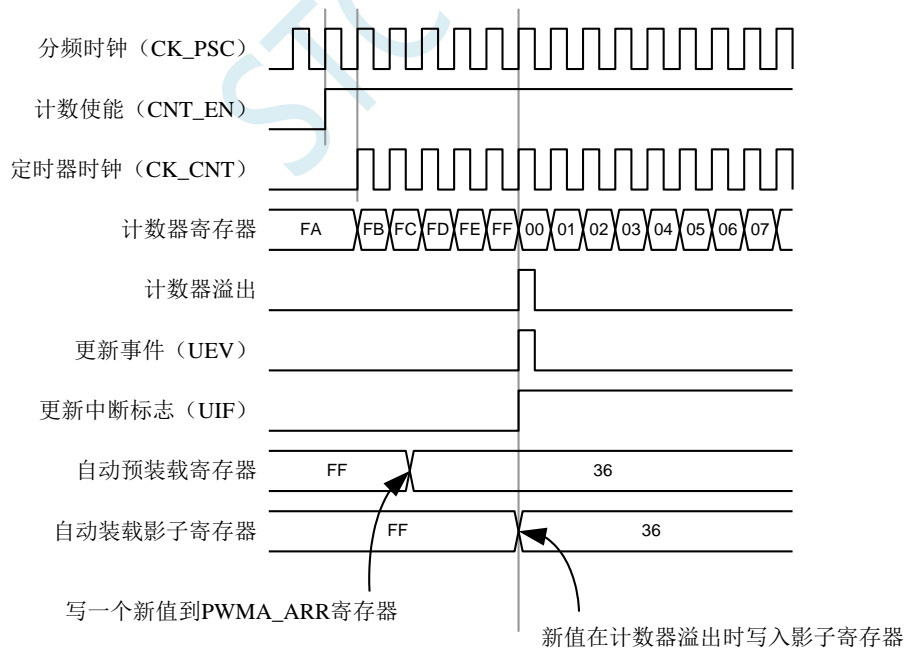 STC
分频时钟（CK_PSC）
计数使能（CNT_EN）
定时器时钟（CK_CNT）
计数器寄存器 FA FB FC FD FE FF 00 01 02 03 04 05 06 07
计数器溢出
更新事件（UEV）
更新中断标志（UIF）
自动预装载寄存器 FF 36
自动装载影子寄存器 FF 36
写一个新值到PWMA_ARR寄存器
新值在计数器溢出时写入影子寄存器